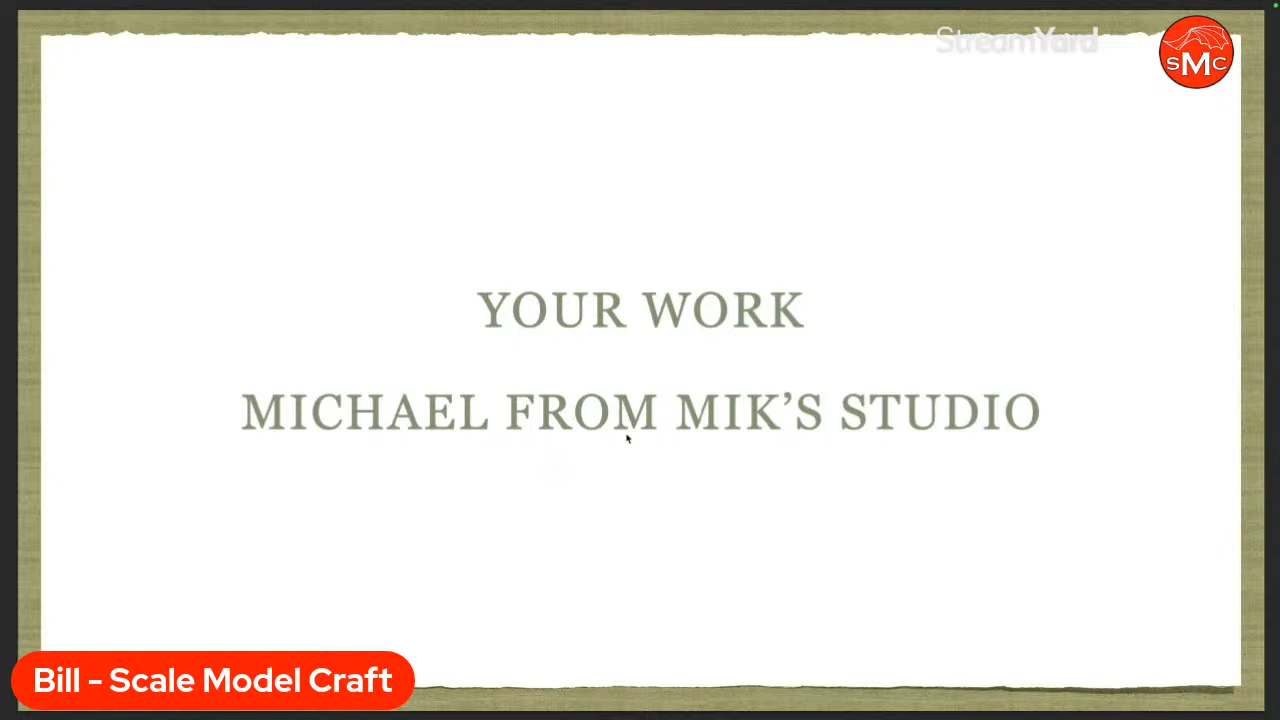 StreamYard
SMC
YOUR WORK
MICHAEL FROM MIK’S STUDIO
Bill - Scale Model Craft